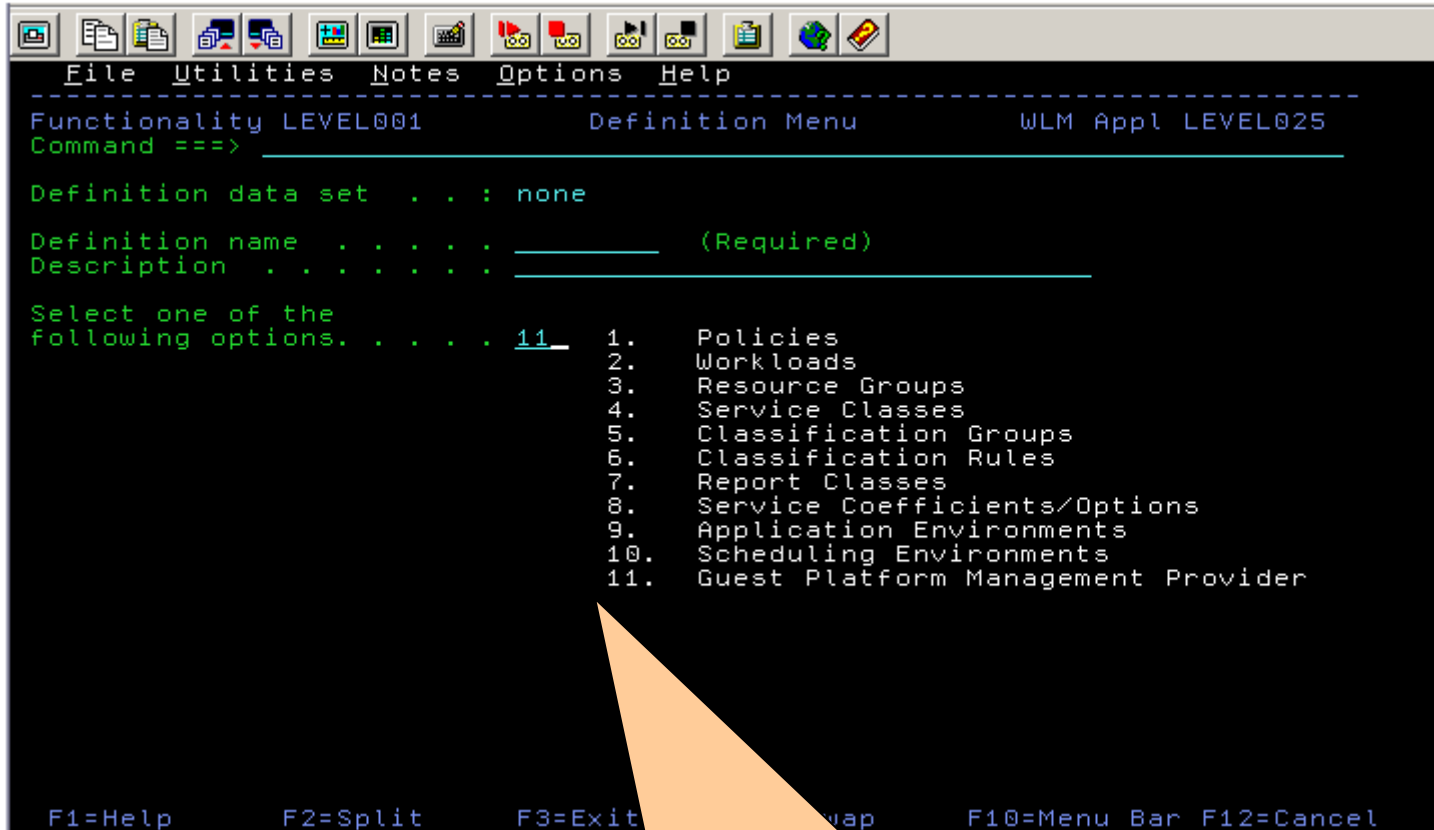 File Utilities Notes Options Help
Functionality LEVEL001 Definition Menu WLM Appl LEVEL025
Command ===>
Definition data set . . : none
Definition name . . . . . (Required)
Description . . . . . .
Select one of the
following options. . . . . 11 1. Policies
2. Workloads
3. Resource Groups
4. Service Classes
5. Classification Groups
6. Classification Rules
7. Report Classes
8. Service Coefficients/Options
9. Application Environments
10. Scheduling Environments
11. Guest Platform Management Provider
F1=Help F2=Split F3=Exit F10=Menu Bar F12=Cancel